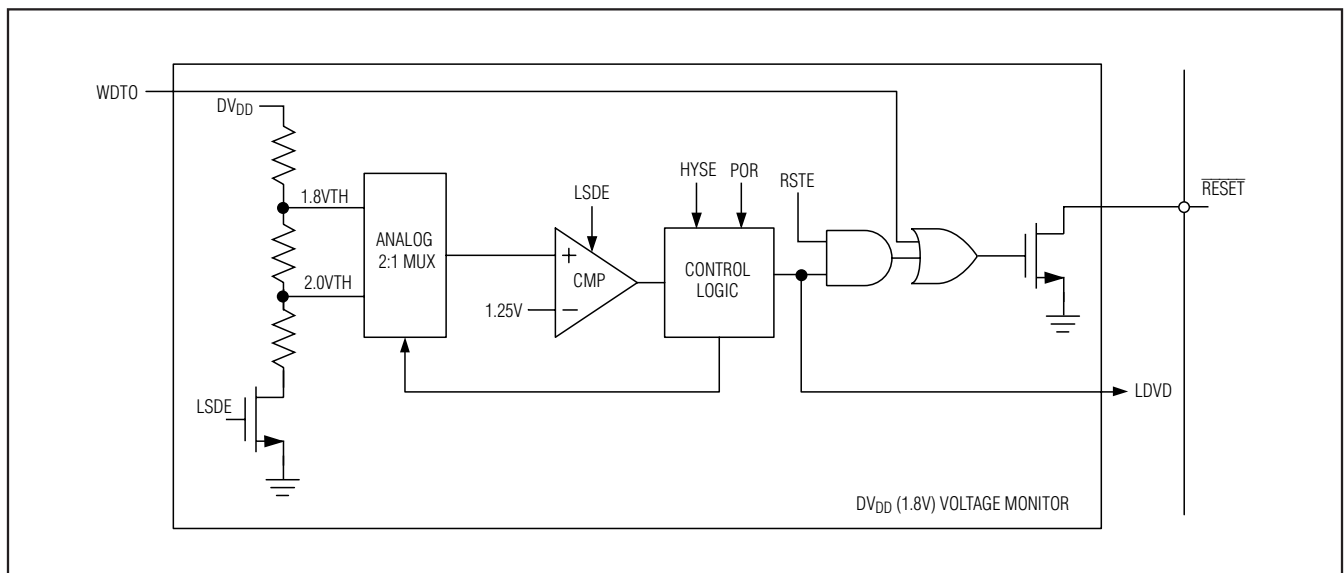 WDTO
DVDD
1.8VTH
2.0VTH
LSDE
ANALOG
2:1 MUX
LSDE
+
CMP
1.25V
−
HYSE
POR
CONTROL
LOGIC
RSTE
RESET
LDVD
DVDD (1.8V) VOLTAGE MONITOR